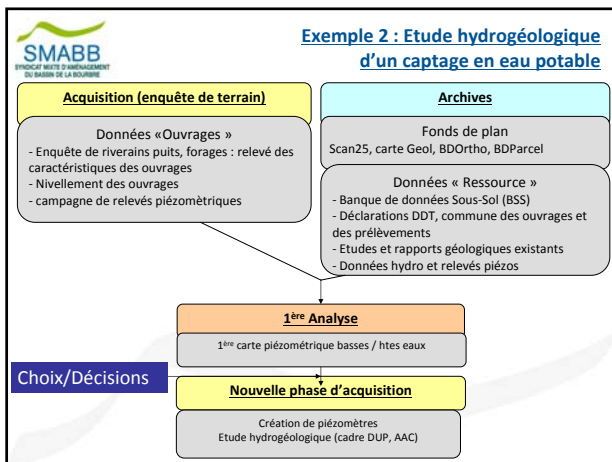 SMABB
SYNDICAT MIXTE D'AMÉNAGEMENT
DU BASSIN DE LA BOURBRE
Exemple 2 : Etude hydrogéologique
d'un captage en eau potable
Acquisition (enquête de terrain)
Données «Ouvrages »
- Enquête de riverains puits, forages : relevé des
caractéristiques des ouvrages
- Nivellement des ouvrages
- campagne de relevés piézométriques
Archives
Fonds de plan
Scan25, carte Geol, BDOrtho, BDParcel
Données « Ressource »
- Banque de données Sous-Sol (BSS)
- Déclarations DDT, commune des ouvrages et
des prélèvements
- Etudes et rapports géologiques existants
- Données hydro et relevés piézos
1ère Analyse
1ère carte piézométrique basses / htes eaux
Choix/Décisions
Nouvelle phase d'acquisition
Création de piézomètres
Etude hydrogéologique (cadre DUP, AAC)